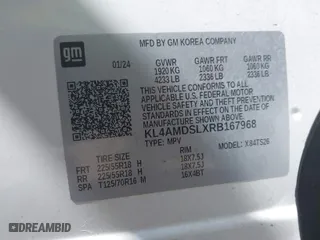 gm
MFD BY GM KOREA COMPANY
01/24 GVWR GAWR FRT GAWR RR
1920 KG 1060 KG 1060 KG
4233 LB 2336 LB 2336 LB
THIS VEHICLE CONFORMS TO ALL APPLICABLE U.S. FEDERAL MOTOR VEHICLE SAFETY, BUMPER, AND THEFT PREVENTION STANDARDS IN EFFECT ON THE DATE OF MANUFACTURE SHOWN ABOVE.
KL4AMDSLXRB167968
TYPE: MPV MODEL: X84TS26
TIRE SIZE RIM
FRT 225/55R18 H 18X7.5J
RR 225/55R18 H 18X7.5J
SPA T125/70R16 M 16X4BT